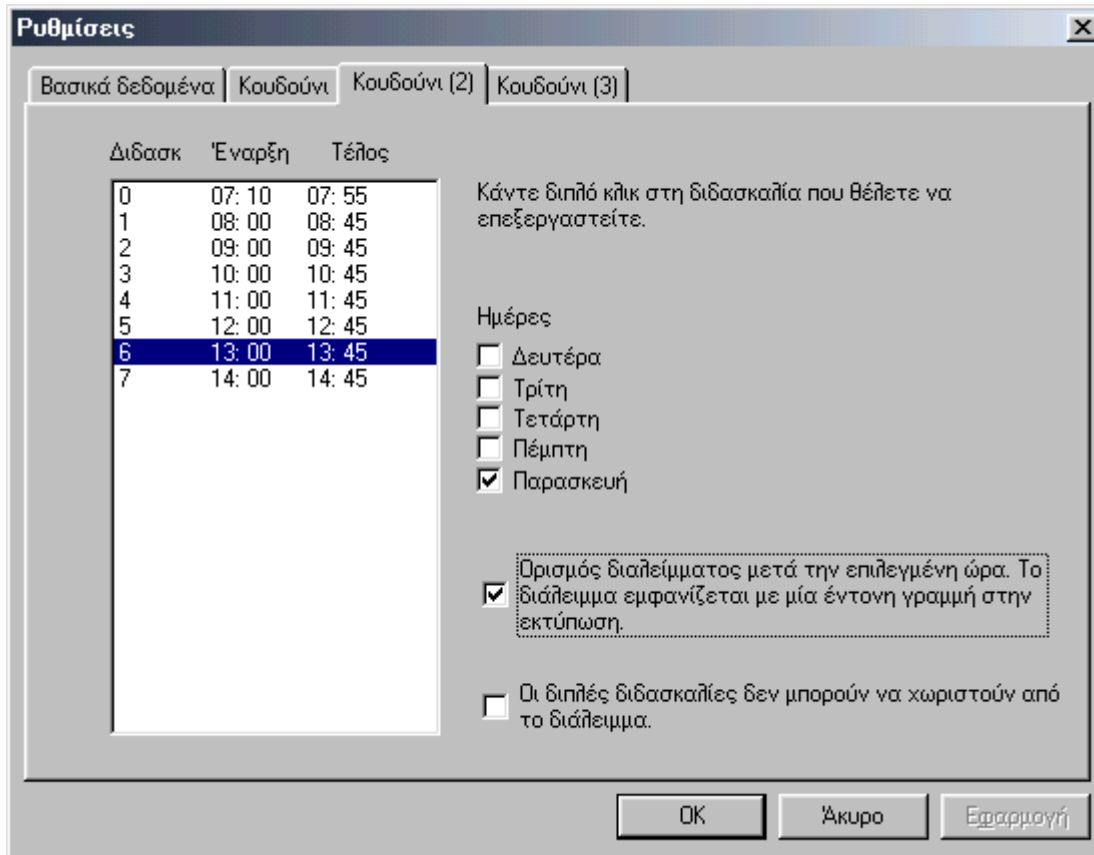 Ρυθμίσεις
Βασικά δεδομένα Κουδούνι Κουδούνι (2) Κουδούνι (3)
Διδασκ Έναρξη Τέλος
0 07: 10 07: 55
1 08: 00 08: 45
2 09: 00 09: 45
3 10: 00 10: 45
4 11: 00 11: 45
5 12: 00 12: 45
6 13: 00 13: 45
7 14: 00 14: 45
Κάντε διπλό κλικ στη διδασκαλία που θέλετε να
επεξεργαστείτε.
Ημέρες
Δευτέρα
Τρίτη
Τετάρτη
Πέμπτη
Παρασκευή
Ορισμός διαλείμματος μετά την επιλεγμένη ώρα. Το
διάλειμμα εμφανίζεται με μία έντονη γραμμή στην
εκτύπωση.
Οι διπλές διδασκαλίες δεν μπορούν να χωριστούν από
το διάλειμμα.
OK Άκυρο Εφαρμογή